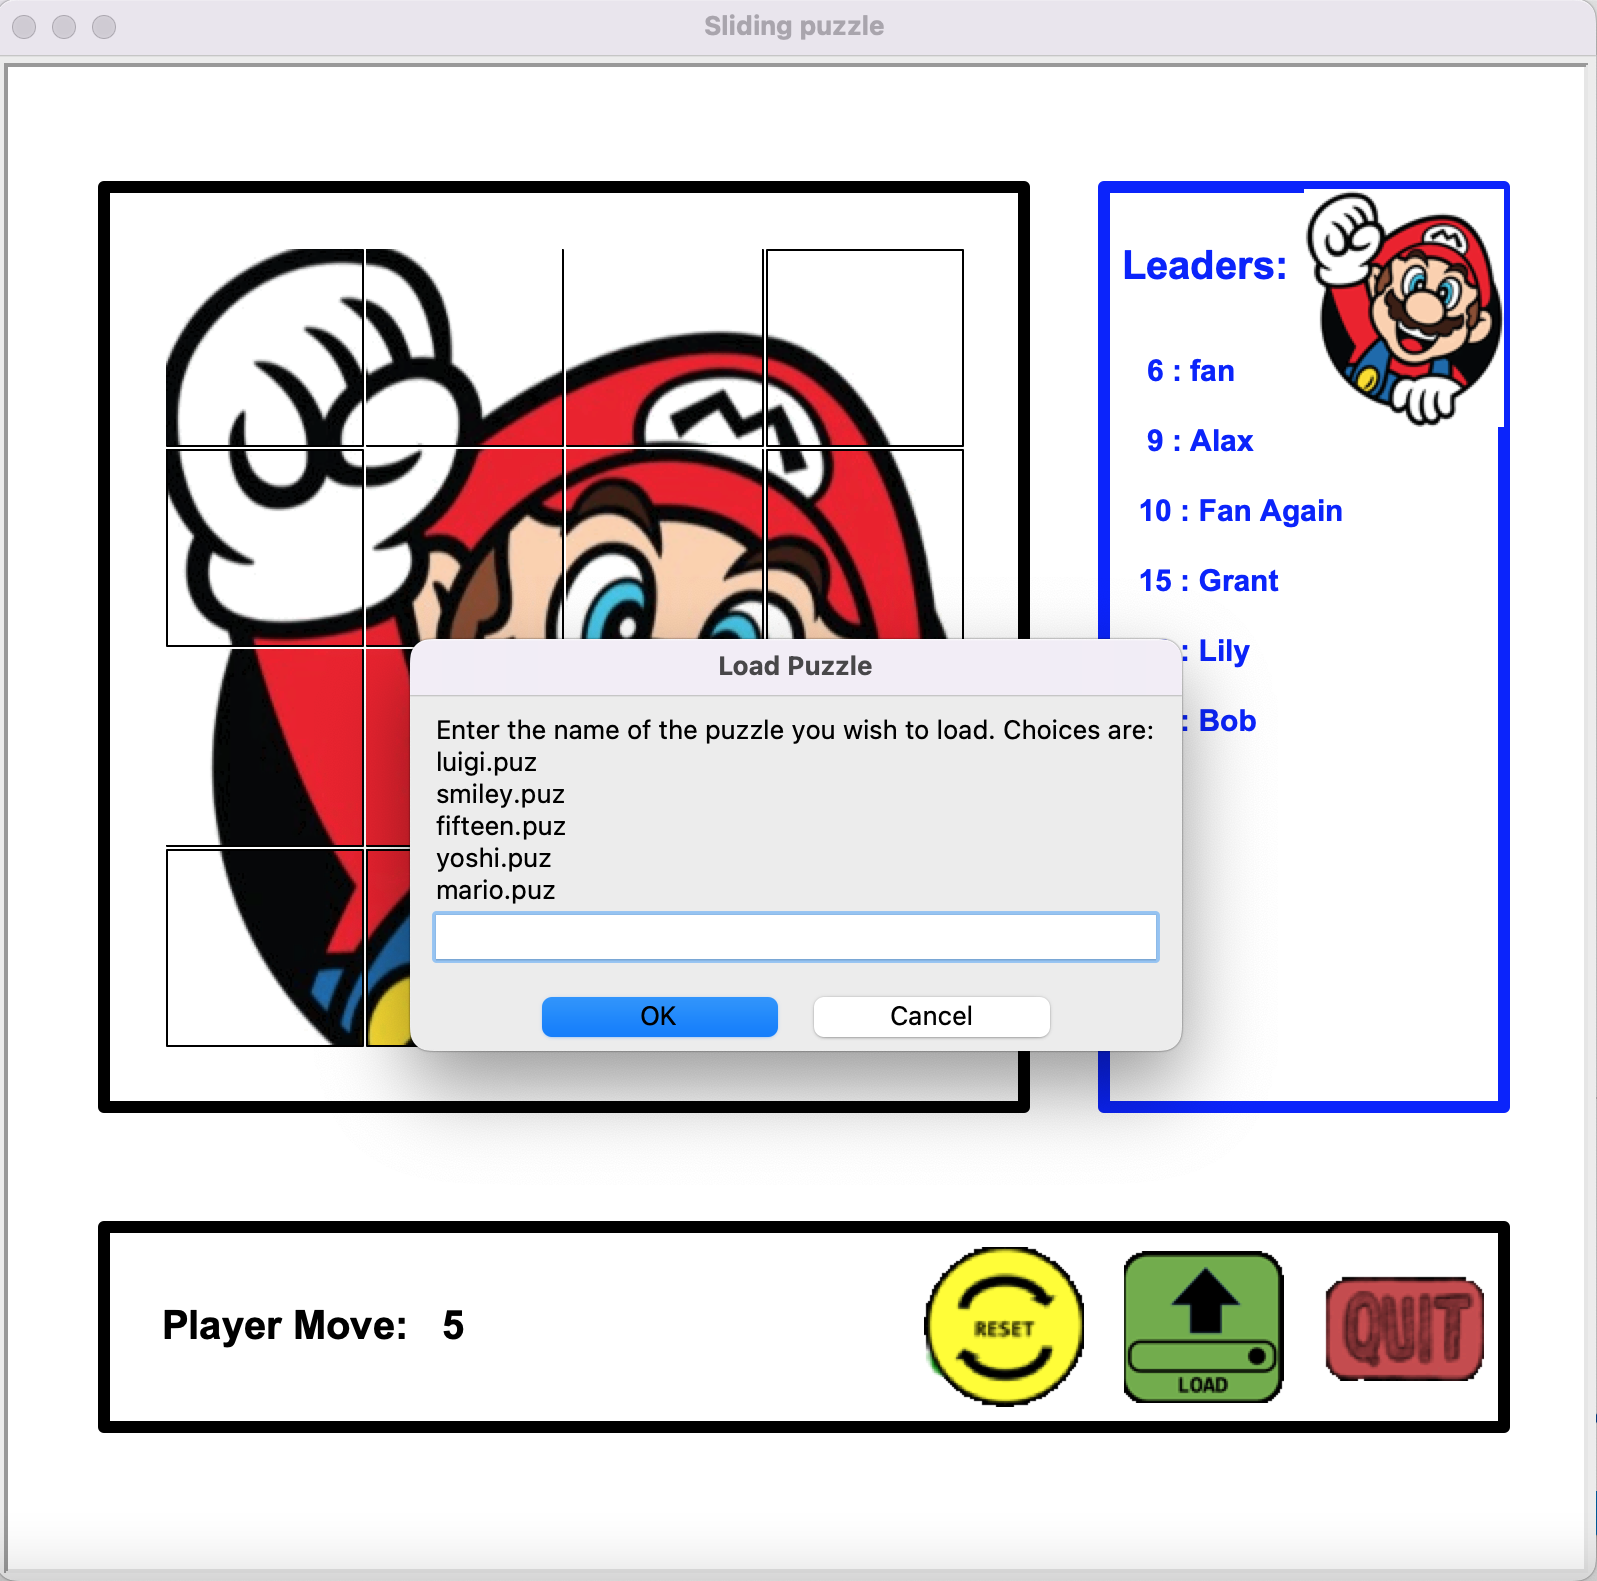 Sliding puzzle
Leaders:
6 : fan
9 : Alax
10 : Fan Again
15 : Grant
: Lily
: Bob
Load Puzzle
Enter the name of the puzzle you wish to load. Choices are:
luigi.puz
smiley.puz
fifteen.puz
yoshi.puz
mario.puz
OK
Cancel
Player Move: 5
RESET
LOAD
QUIT
M
M